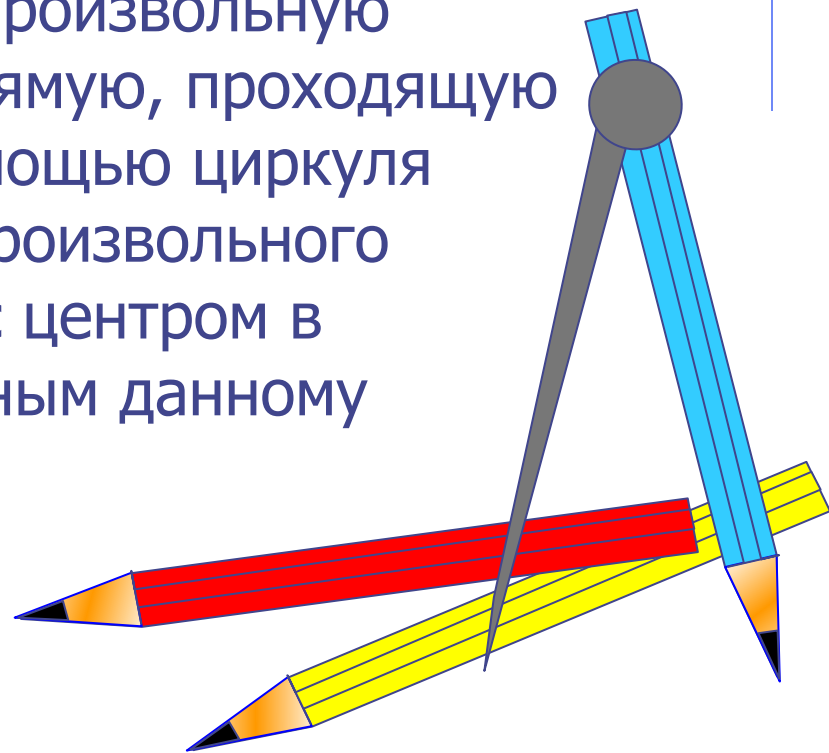 роизвольную
ямую, проходящую
ощью циркуля
роизвольного
центром в
ным данному